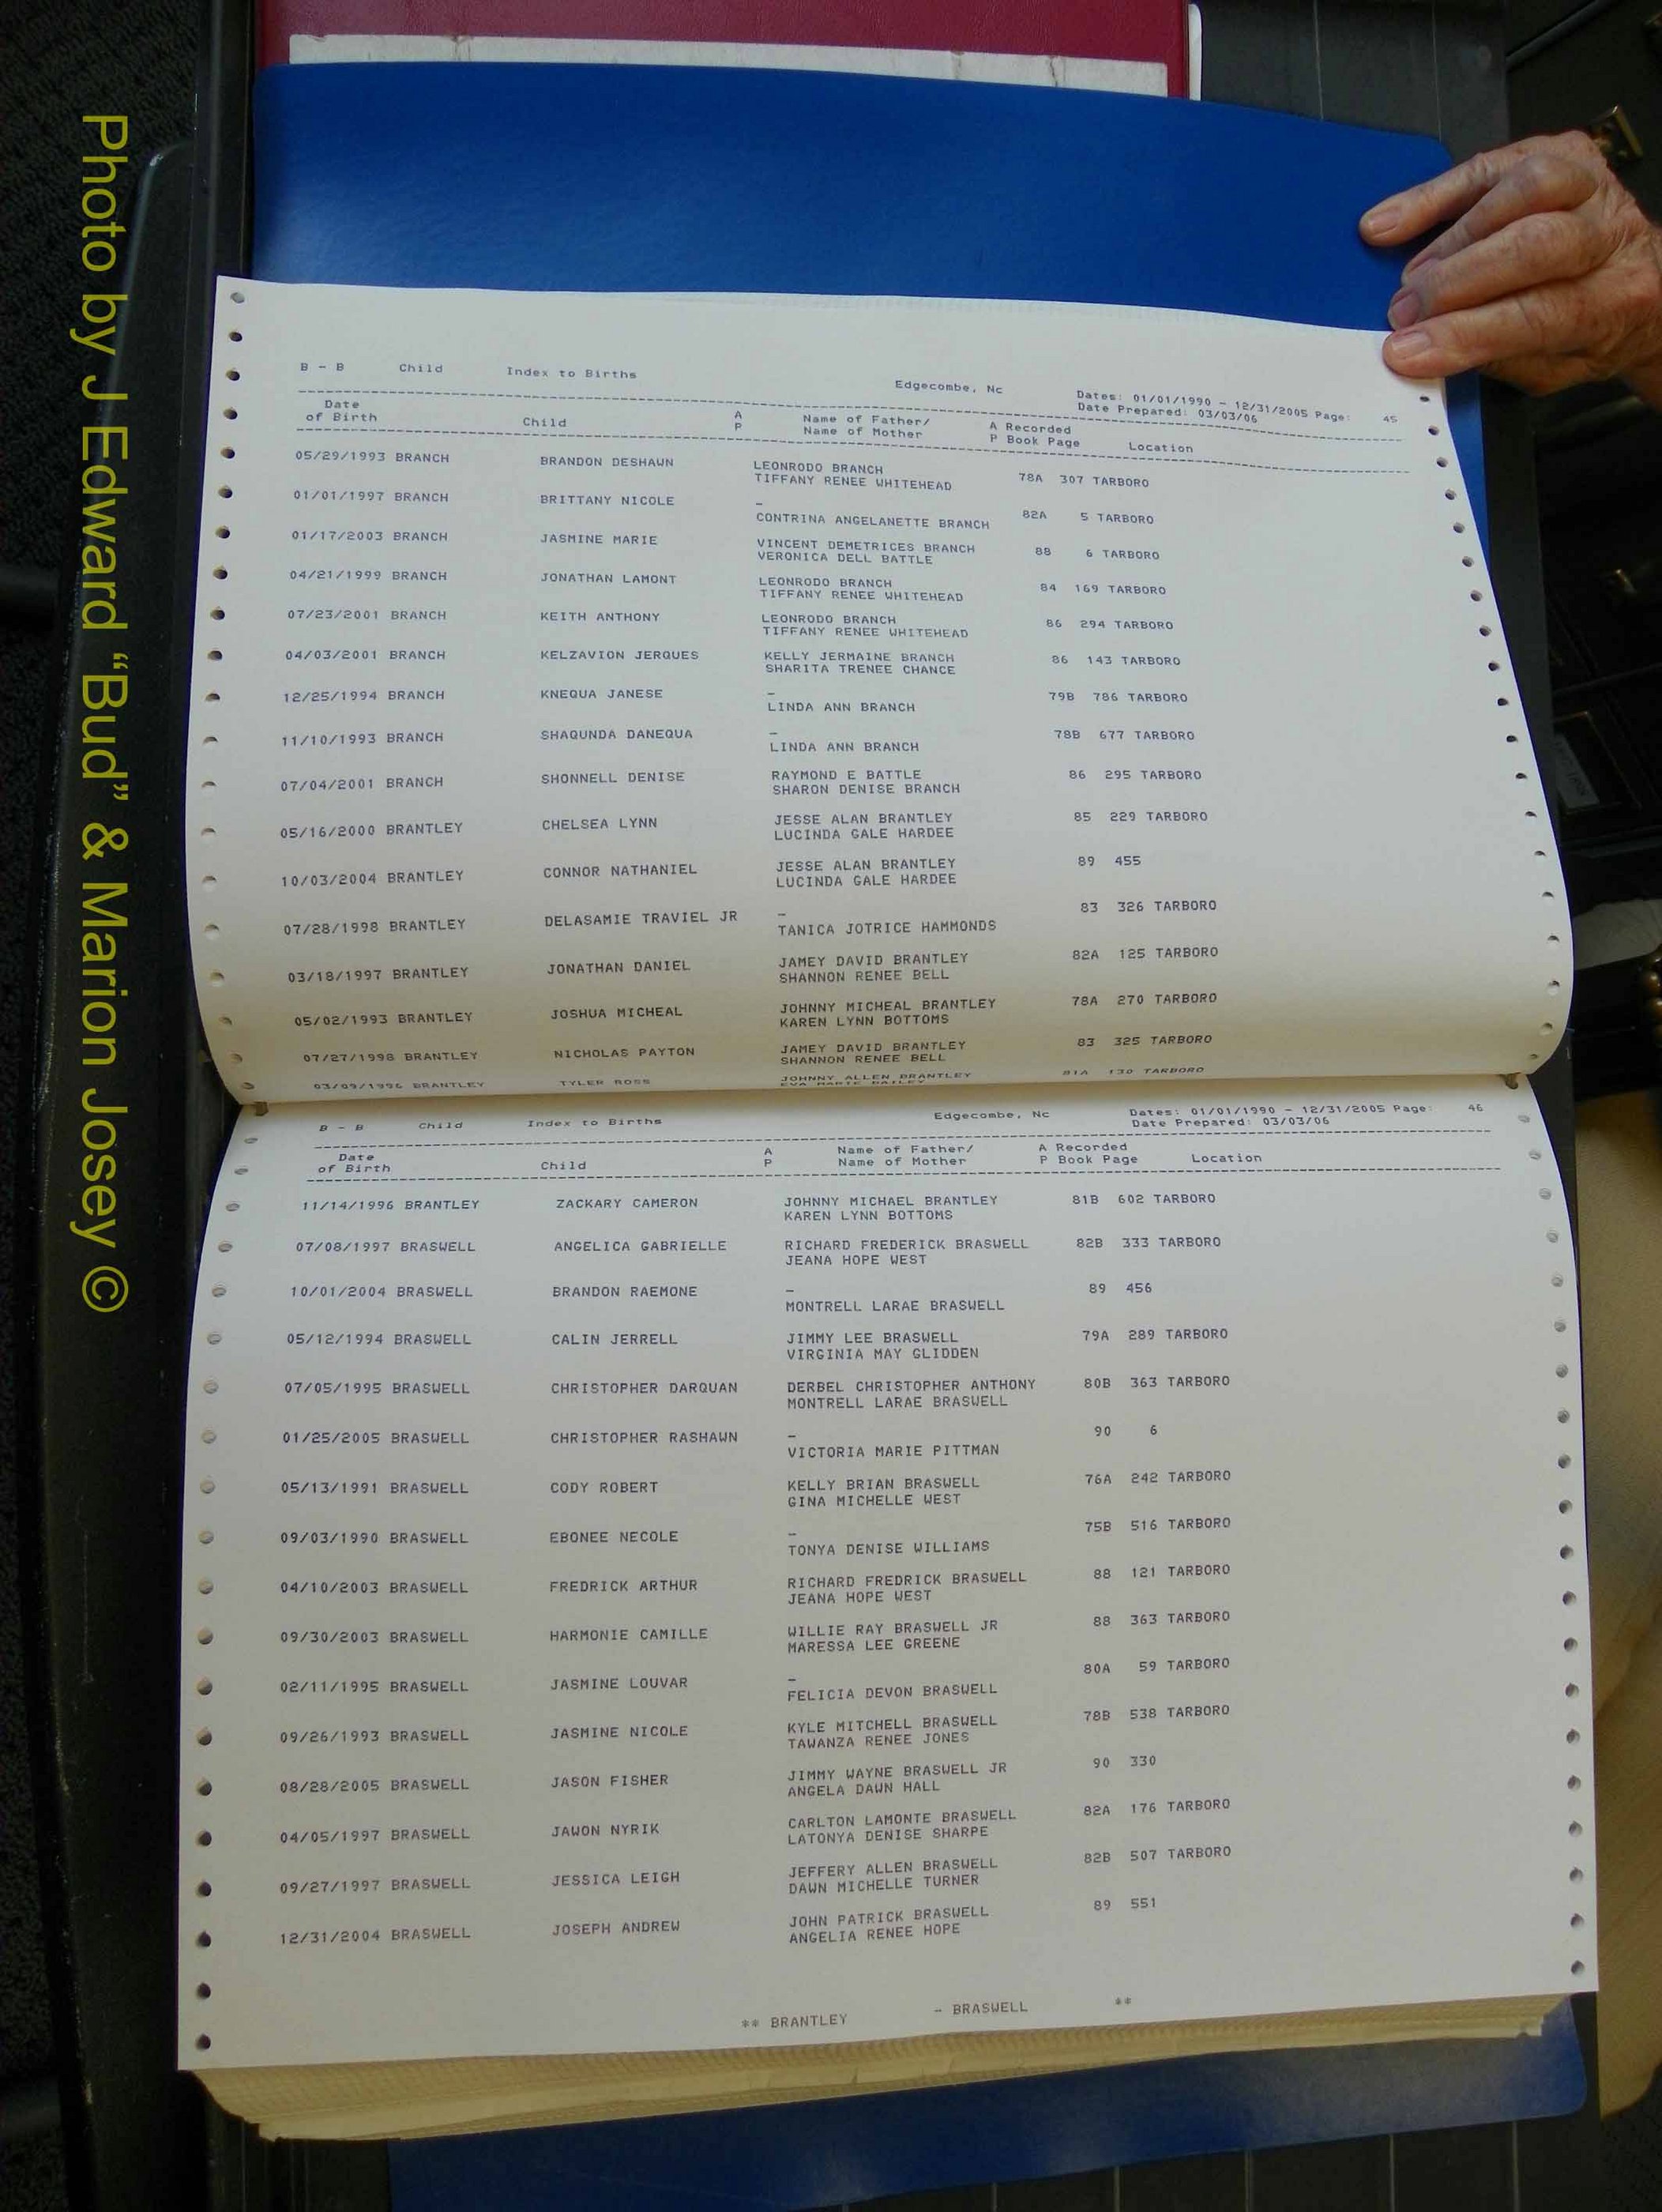 Photo by J Edward “Bud” & Marion Josey ©
B - B Child Index to Births Edgecombe, Nc Dates: 01/01/1990 - 12/31/2005 Page: 45
Date Prepared: 03/03/06
Date A Name of Father/ A Recorded
of Birth Child P Name of Mother P Book Page Location
05/29/1993 BRANCH BRANDON DESHAWN LEONRODO BRANCH 78A 307 TARBORO
TIFFANY RENEE WHITEHEAD
01/01/1997 BRANCH BRITTANY NICOLE - 82A 5 TARBORO
CONTRINA ANGELANETTE BRANCH
01/17/2003 BRANCH JASMINE MARIE VINCENT DEMETRICES BRANCH 88 6 TARBORO
VERONICA DELL BATTLE
04/21/1999 BRANCH JONATHAN LAMONT LEONRODO BRANCH 84 169 TARBORO
TIFFANY RENEE WHITEHEAD
07/23/2001 BRANCH KEITH ANTHONY LEONRODO BRANCH 86 294 TARBORO
TIFFANY RENEE WHITEHEAD
04/03/2001 BRANCH KELZAVION JERQUES KELLY JERMAINE BRANCH 86 143 TARBORO
SHARITA TRENEE CHANCE
12/25/1994 BRANCH KNEQUA JANESE - 79B 786 TARBORO
LINDA ANN BRANCH
11/10/1993 BRANCH SHAQUNDA DANEQUA - 78B 677 TARBORO
LINDA ANN BRANCH
07/04/2001 BRANCH SHONNELL DENISE RAYMOND E BATTLE 86 295 TARBORO
SHARON DENISE BRANCH
05/16/2000 BRANTLEY CHELSEA LYNN JESSE ALAN BRANTLEY 85 229 TARBORO
LUCINDA GALE HARDEE
10/03/2004 BRANTLEY CONNOR NATHANIEL JESSE ALAN BRANTLEY 89 455
LUCINDA GALE HARDEE
07/28/1998 BRANTLEY DELASAMIE TRAVIEL JR - 83 326 TARBORO
TANICA JOTRICE HAMMONDS
03/18/1997 BRANTLEY JONATHAN DANIEL JAMEY DAVID BRANTLEY 82A 125 TARBORO
SHANNON RENEE BELL
05/02/1993 BRANTLEY JOSHUA MICHEAL JOHNNY MICHEAL BRANTLEY 78A 270 TARBORO
KAREN LYNN BOTTOMS
07/27/1998 BRANTLEY NICHOLAS PAYTON JAMEY DAVID BRANTLEY 83 325 TARBORO
SHANNON RENEE BELL
03/09/1996 BRANTLEY TYLER ROSS JOHNNY ALLEN BRANTLEY 81A 130 TARBORO
EVA MARIE BAILEY
B - B Child Index to Births Edgecombe, Nc Dates: 01/01/1990 - 12/31/2005 Page: 46
Date Prepared: 03/03/06
Date A Name of Father/ A Recorded
of Birth Child P Name of Mother P Book Page Location
11/14/1996 BRANTLEY ZACKARY CAMERON JOHNNY MICHAEL BRANTLEY 81B 602 TARBORO
KAREN LYNN BOTTOMS
07/08/1997 BRASWELL ANGELICA GABRIELLE RICHARD FREDERICK BRASWELL 82B 333 TARBORO
JEANA HOPE WEST
10/01/2004 BRASWELL BRANDON RAEMONE - 89 456
MONTRELL LARAE BRASWELL
05/12/1994 BRASWELL CALIN JERRELL JIMMY LEE BRASWELL 79A 289 TARBORO
VIRGINIA MAY GLIDDEN
07/05/1995 BRASWELL CHRISTOPHER DARQUAN DERBEL CHRISTOPHER ANTHONY 80B 363 TARBORO
MONTRELL LARAE BRASWELL
01/25/2005 BRASWELL CHRISTOPHER RASHAWN - 90 6
VICTORIA MARIE PITTMAN
05/13/1991 BRASWELL CODY ROBERT KELLY BRIAN BRASWELL 76A 242 TARBORO
GINA MICHELLE WEST
09/03/1990 BRASWELL EBONEE NECOLE - 75B 516 TARBORO
TONYA DENISE WILLIAMS
04/10/2003 BRASWELL FREDRICK ARTHUR RICHARD FREDRICK BRASWELL 88 121 TARBORO
JEANA HOPE WEST
09/30/2003 BRASWELL HARMONIE CAMILLE WILLIE RAY BRASWELL JR 88 363 TARBORO
MARESSA LEE GREENE
02/11/1995 BRASWELL JASMINE LOUVAR - 80A 59 TARBORO
FELICIA DEVON BRASWELL
09/26/1993 BRASWELL JASMINE NICOLE KYLE MITCHELL BRASWELL 78B 538 TARBORO
TAWANZA RENEE JONES
08/28/2005 BRASWELL JASON FISHER JIMMY WAYNE BRASWELL JR 90 330
ANGELA DAWN HALL
04/05/1997 BRASWELL JAWON NYRIK CARLTON LAMONTE BRASWELL 82A 176 TARBORO
LATONYA DENISE SHARPE
09/27/1997 BRASWELL JESSICA LEIGH JEFFERY ALLEN BRASWELL 82B 507 TARBORO
DAWN MICHELLE TURNER
12/31/2004 BRASWELL JOSEPH ANDREW JOHN PATRICK BRASWELL 89 551
ANGELIA RENEE HOPE
** BRANTLEY - BRASWELL **